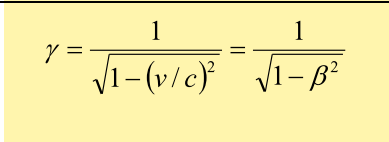 γ = 1 / √(1 − (v / c)²) = 1 / √(1 − β²)